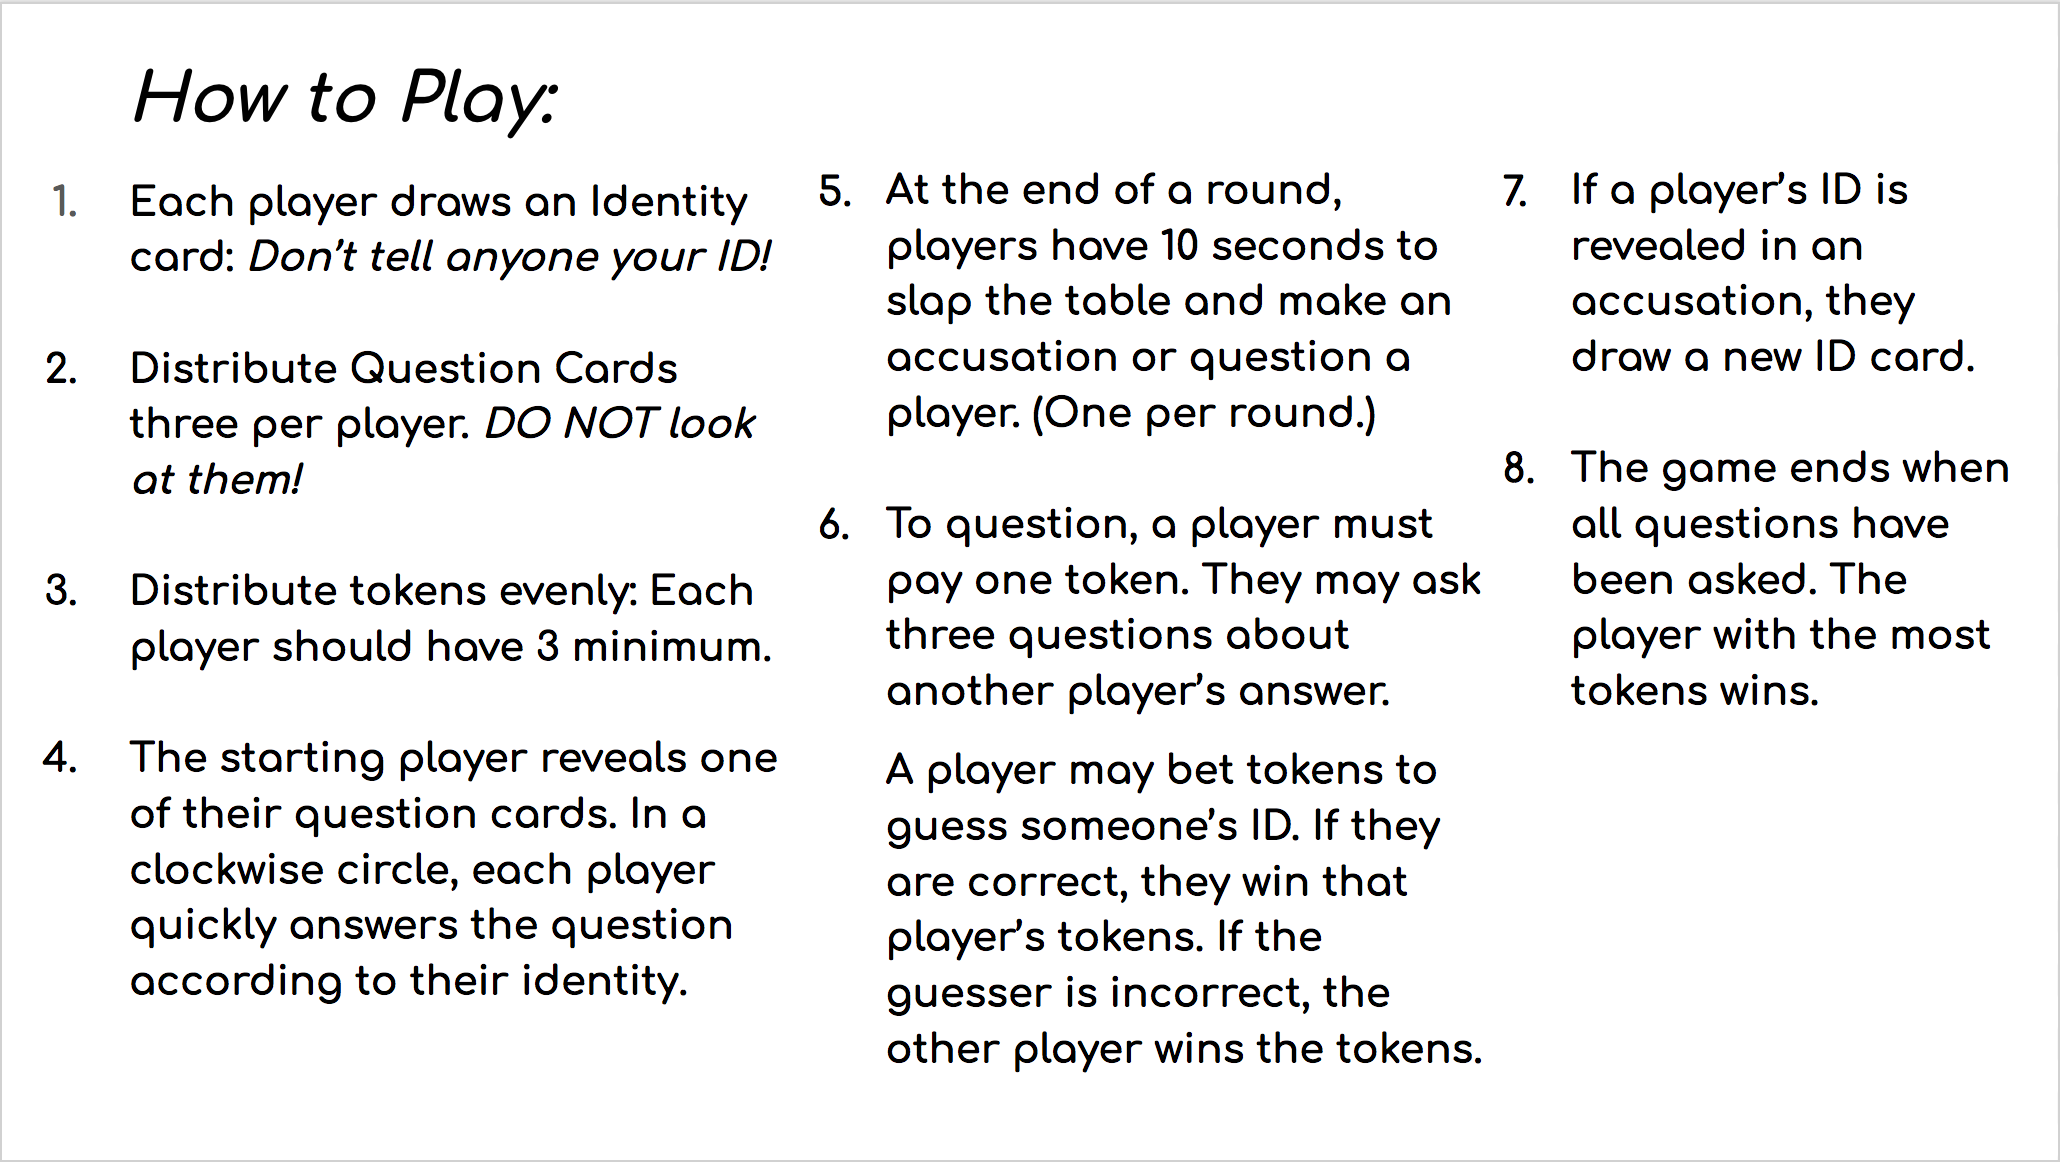 How to Play:
1. Each player draws an Identity
card: Don't tell anyone your ID!
2. Distribute Question Cards
three per player. DO NOT look
at them!
3. Distribute tokens evenly: Each
player should have 3 minimum.
4. The starting player reveals one
of their question cards. In a
clockwise circle, each player
quickly answers the question
according to their identity.
5. At the end of a round,
players have 10 seconds to
slap the table and make an
accusation or question a
player. (One per round.)
6. To question, a player must
pay one token. They may ask
three questions about
another player's answer.
A player may bet tokens to
guess someone's ID. If they
are correct, they win that
player's tokens. If the
guesser is incorrect, the
other player wins the tokens.
7. If a player's ID is
revealed in an
accusation, they
draw a new ID card.
8. The game ends when
all questions have
been asked. The
player with the most
tokens wins.